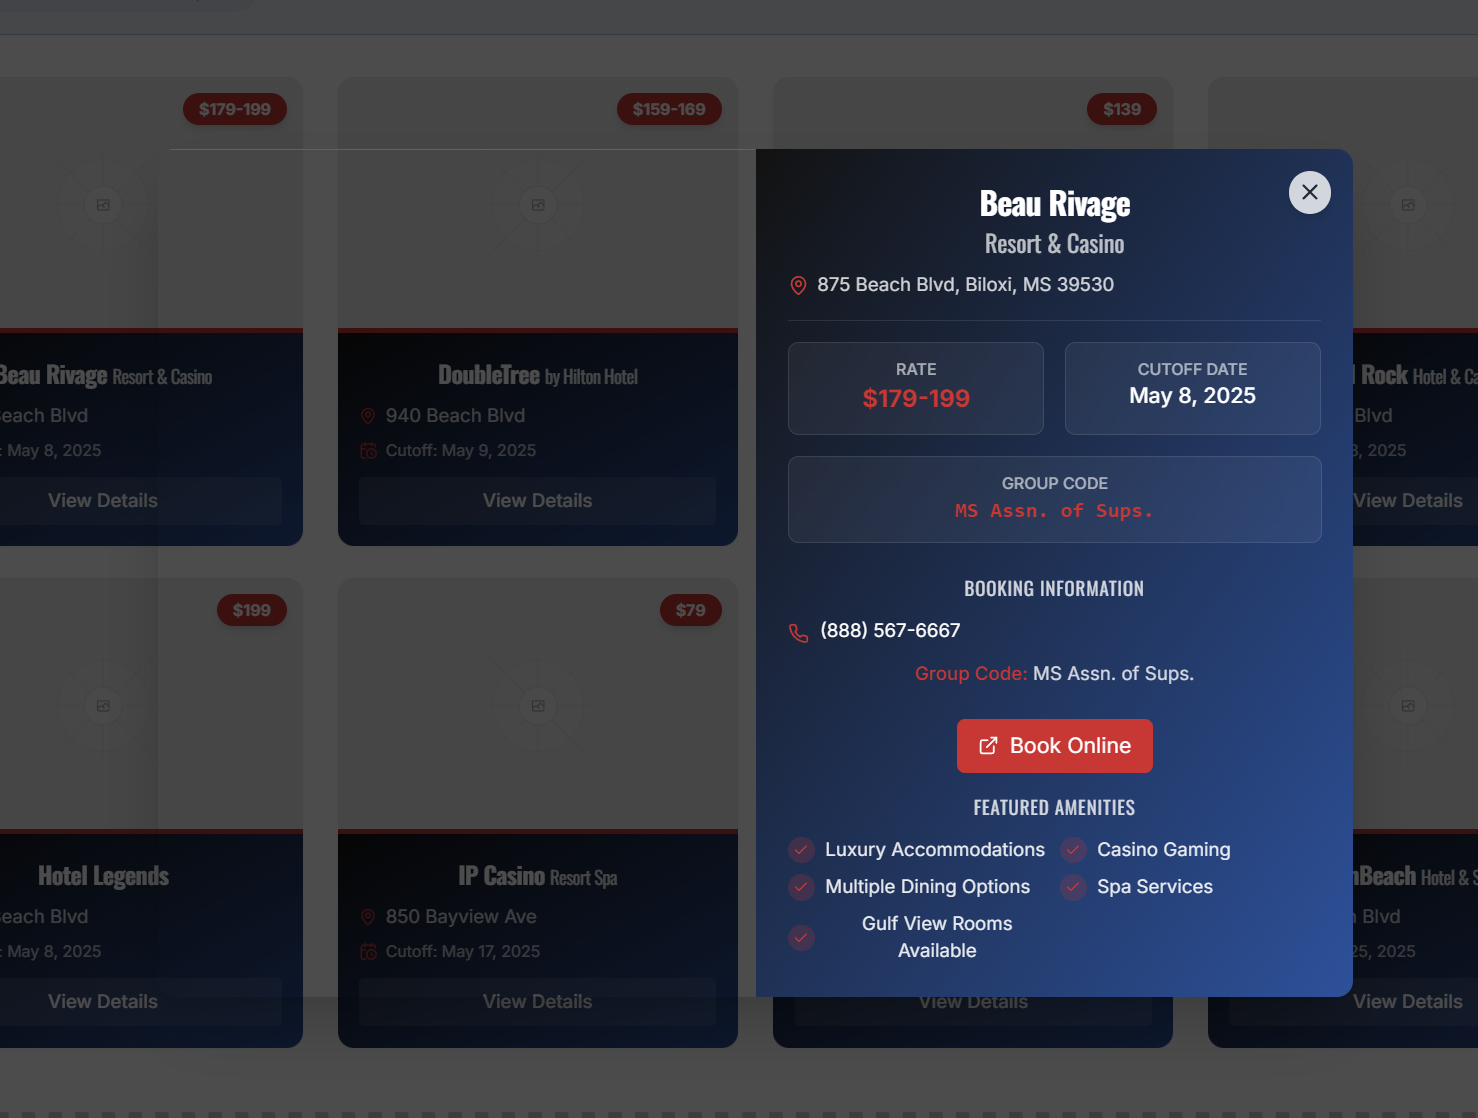 $179-199
$159-169
$139
Beau Rivage Resort & Casino
DoubleTree by Hilton Hotel
Rock Hotel & Ca
each Blvd
940 Beach Blvd
Blvd
: May 8, 2025
Cutoff: May 9, 2025
, 2025
View Details
View Details
View Details
$199
$79
Hotel Legends
IP Casino Resort Spa
Beach Hotel & S
each Blvd
850 Bayview Ave
Blvd
: May 8, 2025
Cutoff: May 17, 2025
25, 2025
View Details
View Details
View Details
View Details
Beau Rivage
Resort & Casino
875 Beach Blvd, Biloxi, MS 39530
RATE
$179-199
CUTOFF DATE
May 8, 2025
GROUP CODE
MS Assn. of Sups.
BOOKING INFORMATION
(888) 567-6667
Group Code: MS Assn. of Sups.
Book Online
FEATURED AMENITIES
Luxury Accommodations
Casino Gaming
Multiple Dining Options
Spa Services
Gulf View Rooms
Available